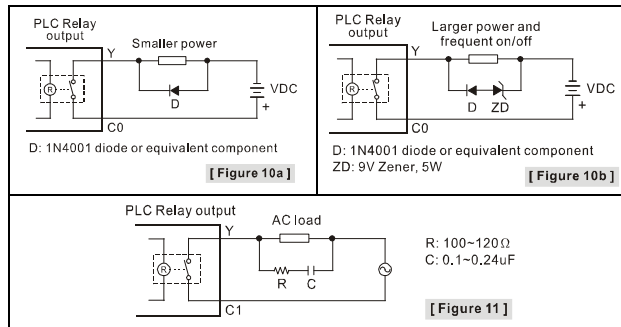 PLC Relay
output
Y
Smaller power
R
D
VDC
+
C0
D: 1N4001 diode or equivalent component
[ Figure 10a ]
PLC Relay
output
Y
Larger power and
frequent on/off
R
D ZD
VDC
+
C0
D: 1N4001 diode or equivalent component
ZD: 9V Zener, 5W
[ Figure 10b ]
PLC Relay output
Y
AC load
R
R C
C1
R: 100~120Ω
C: 0.1~0.24uF
[ Figure 11 ]